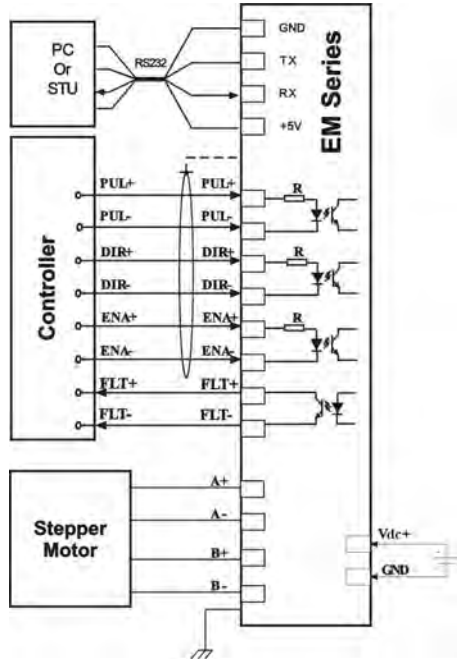 PC
Or
STU
RS232
GND
TX
RX
+5V
EM Series
Controller
PUL+ PUL+ R
PUL- PUL-
DIR+ DIR+ R
DIR- DIR-
ENA+ ENA+ R
ENA- ENA-
FLT+ FLT+
FLT- FLT-
Stepper
Motor
A+
A-
B+
B-
Vdc+
GND